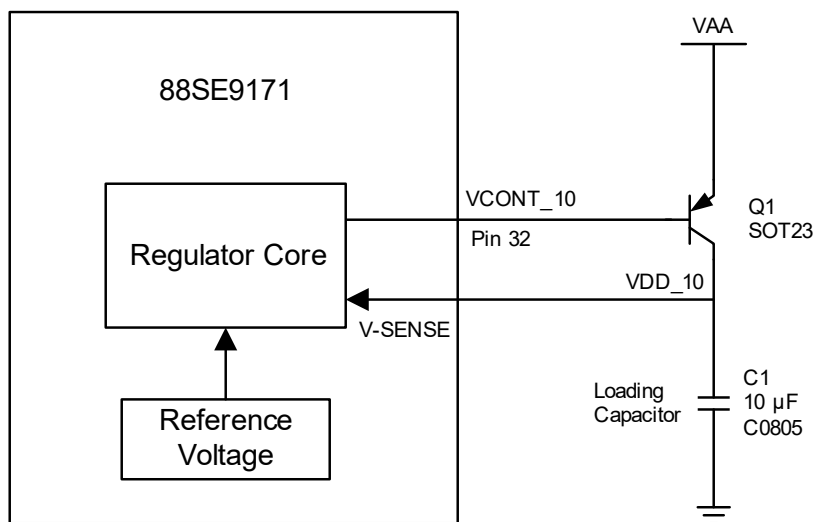 VAA
88SE9171
VCONT_10
Pin 32
Q1
SOT23
Regulator Core
VDD_10
V-SENSE
Reference
Voltage
Loading
Capacitor
C1
10 µF
C0805